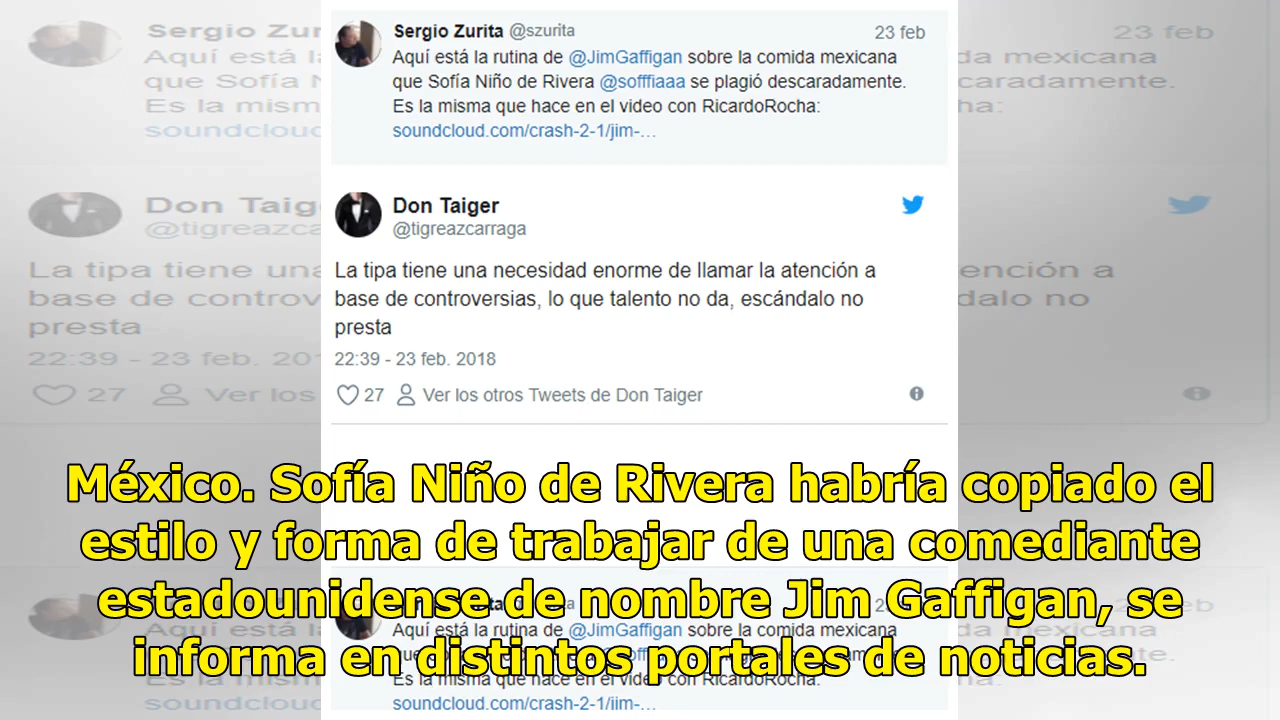 Sergio Zurita @szurita 23 feb
Aquí está la rutina de @JimGaffigan sobre la comida mexicana
que Sofía Niño de Rivera @sofffiaaa se plagió descaradamente.
Es la misma que hace en el video con RicardoRocha:
soundcloud.com/crash-2-1/jim-…
Don Taiger
@tigreazcarraga
La tipa tiene una necesidad enorme de llamar la atención a
base de controversias, lo que talento no da, escándalo no
presta
22:39 - 23 feb. 2018
27 Ver los otros Tweets de Don Taiger
México. Sofía Niño de Rivera habría copiado el
estilo y forma de trabajar de una comediante
estadounidense de nombre Jim Gaffigan, se
informa en distintos portales de noticias.
Aquí está la rutina de @JimGaffigan sobre la comida mexicana
Es la misma que hace en el video con RicardoRocha:
soundcloud.com/crash-2-1/jim-…